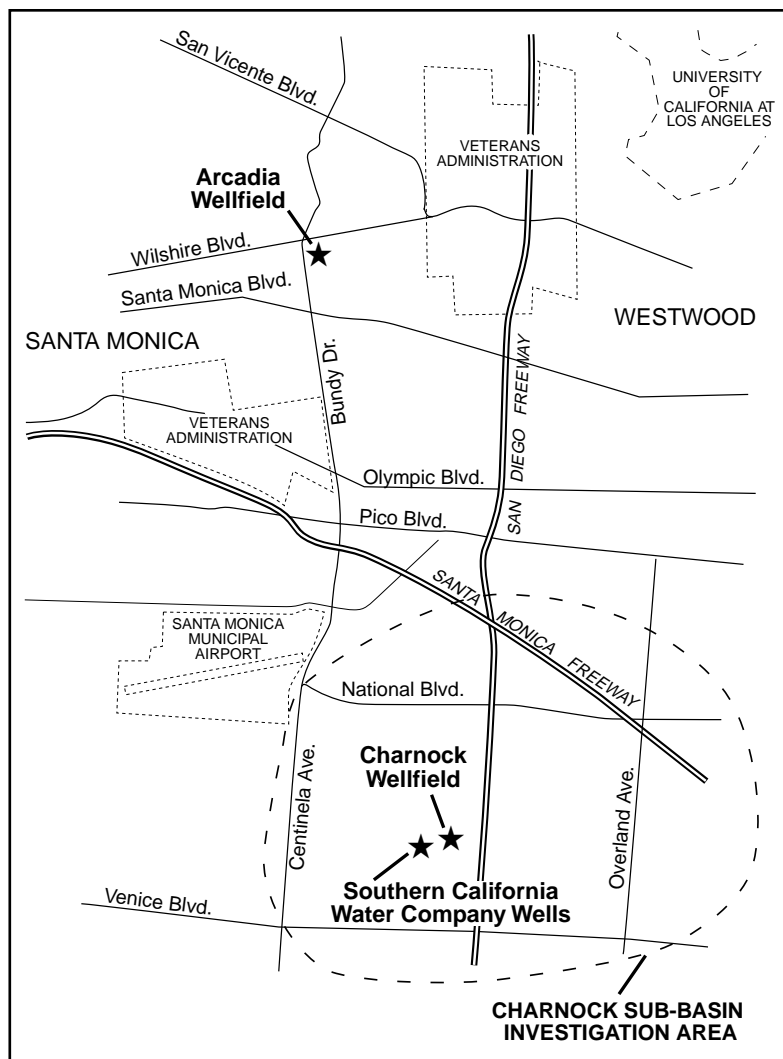 San Vicente Blvd.
UNIVERSITY
OF
CALIFORNIA AT
LOS ANGELES
VETERANS
ADMINISTRATION
Arcadia
Wellfield
Wilshire Blvd.
Santa Monica Blvd.
WESTWOOD
SANTA MONICA
Bundy Dr.
SAN DIEGO FREEWAY
VETERANS
ADMINISTRATION
Olympic Blvd.
Pico Blvd.
SANTA MONICA FREEWAY
SANTA MONICA
MUNICIPAL
AIRPORT
National Blvd.
Centinela Ave.
Charnock
Wellfield
Overland Ave.
Southern California
Water Company Wells
Venice Blvd.
CHARNOCK SUB-BASIN
INVESTIGATION AREA